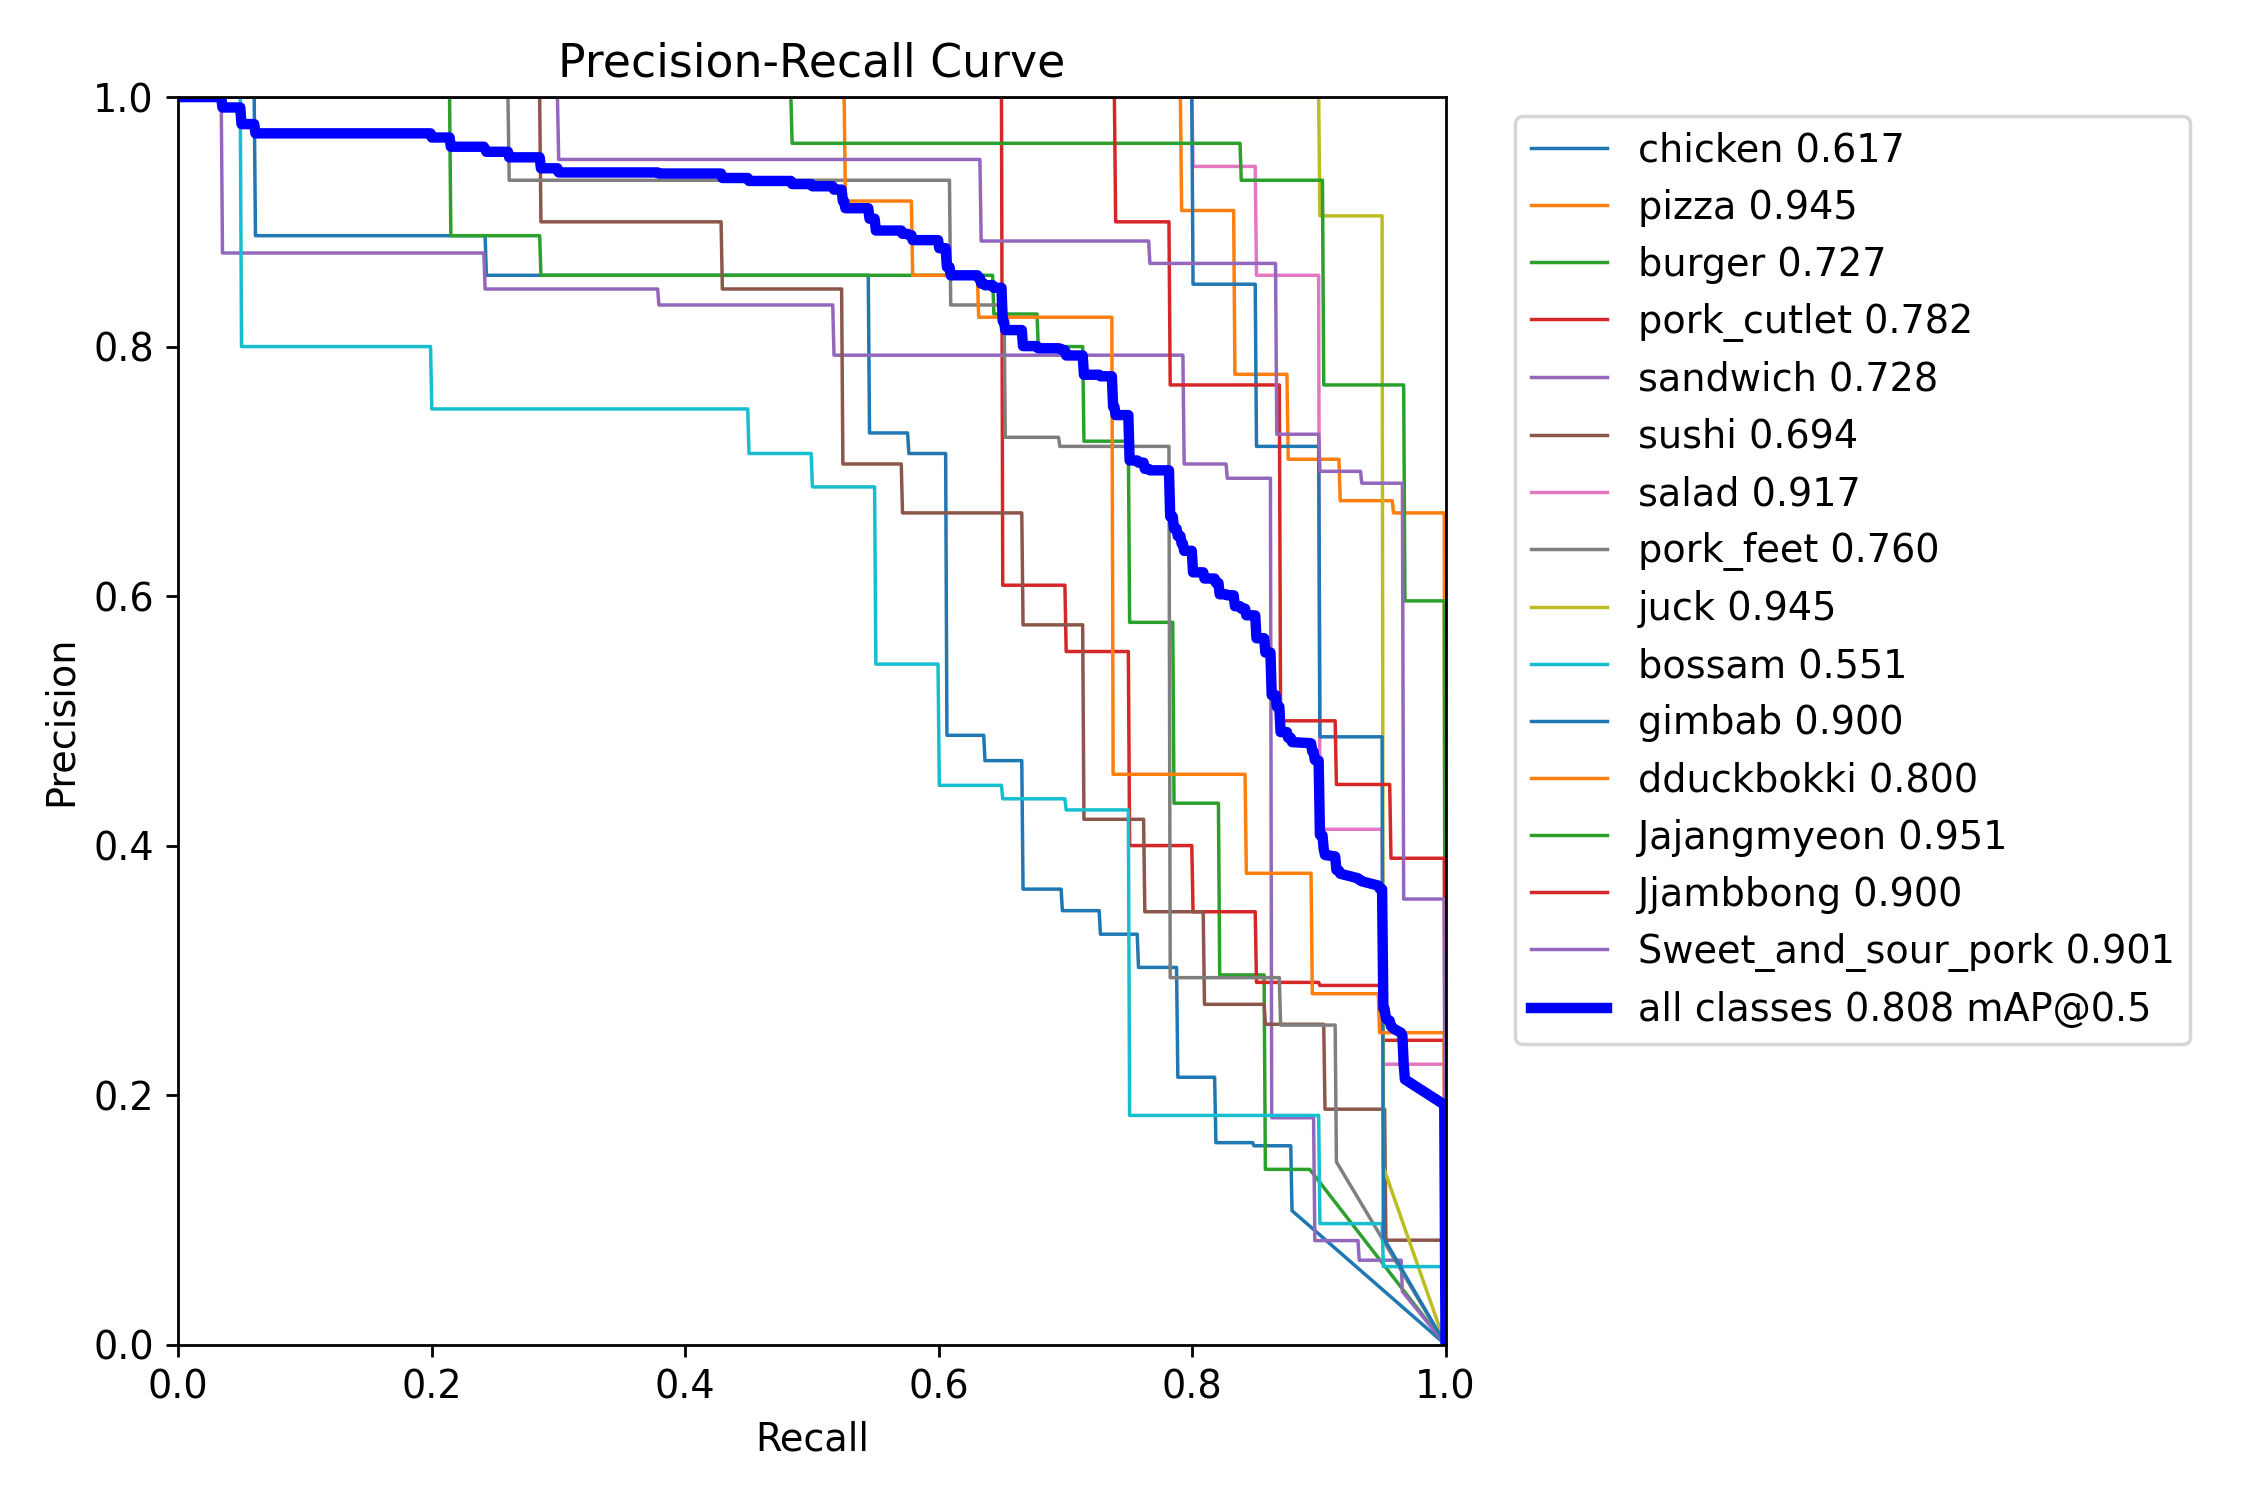 Precision-Recall Curve
1.0
0.8
0.6
0.4
0.2
0.0
Precision
0.0 0.2 0.4 0.6 0.8 1.0
Recall
chicken 0.617
pizza 0.945
burger 0.727
pork_cutlet 0.782
sandwich 0.728
sushi 0.694
salad 0.917
pork_feet 0.760
juck 0.945
bossam 0.551
gimbab 0.900
dduckbokki 0.800
Jajangmyeon 0.951
Jjambbong 0.900
Sweet_and_sour_pork 0.901
all classes 0.808 mAP@0.5